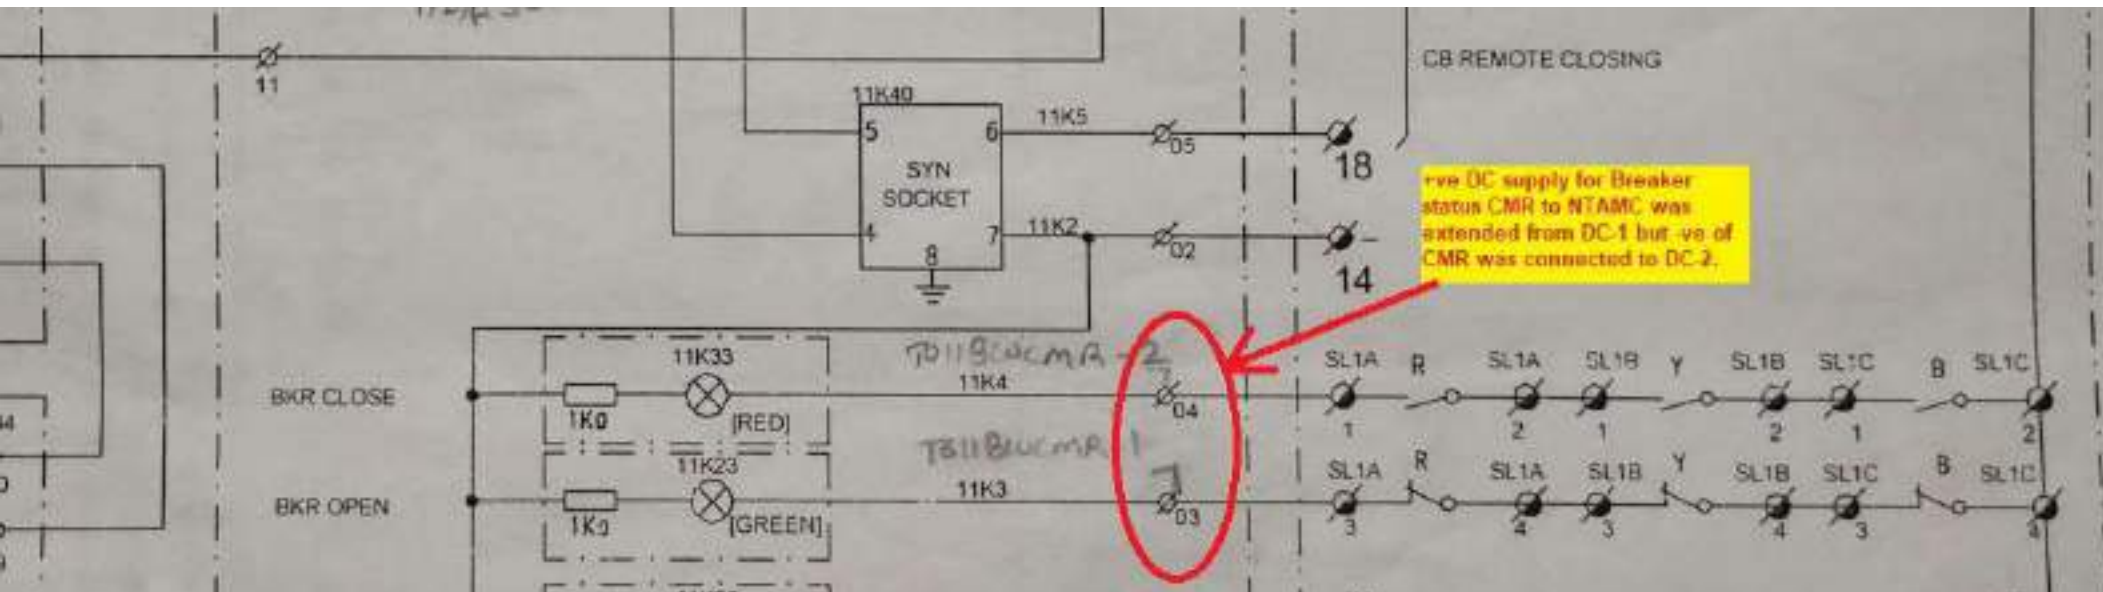 11
CB REMOTE CLOSING
11K40
5
6
11K5
05
18
SYN
SOCKET
4
7
11K2
02
14
8
+ve DC supply for Breaker
status CMR to NTAMC was
extended from DC-1 but -ve of
CMR was connected to DC-2.
BKR CLOSE
1KΩ
11K33
[RED]
11K4
04
SL1A
R
SL1A
SL1B
Y
SL1B
SL1C
B
SL1C
1
2
1
2
1
2
BKR OPEN
11K23
[GREEN]
11K3
03
SL1A
R
SL1A
SL1B
Y
SL1B
SL1C
B
SL1C
3
4
3
4
3
4